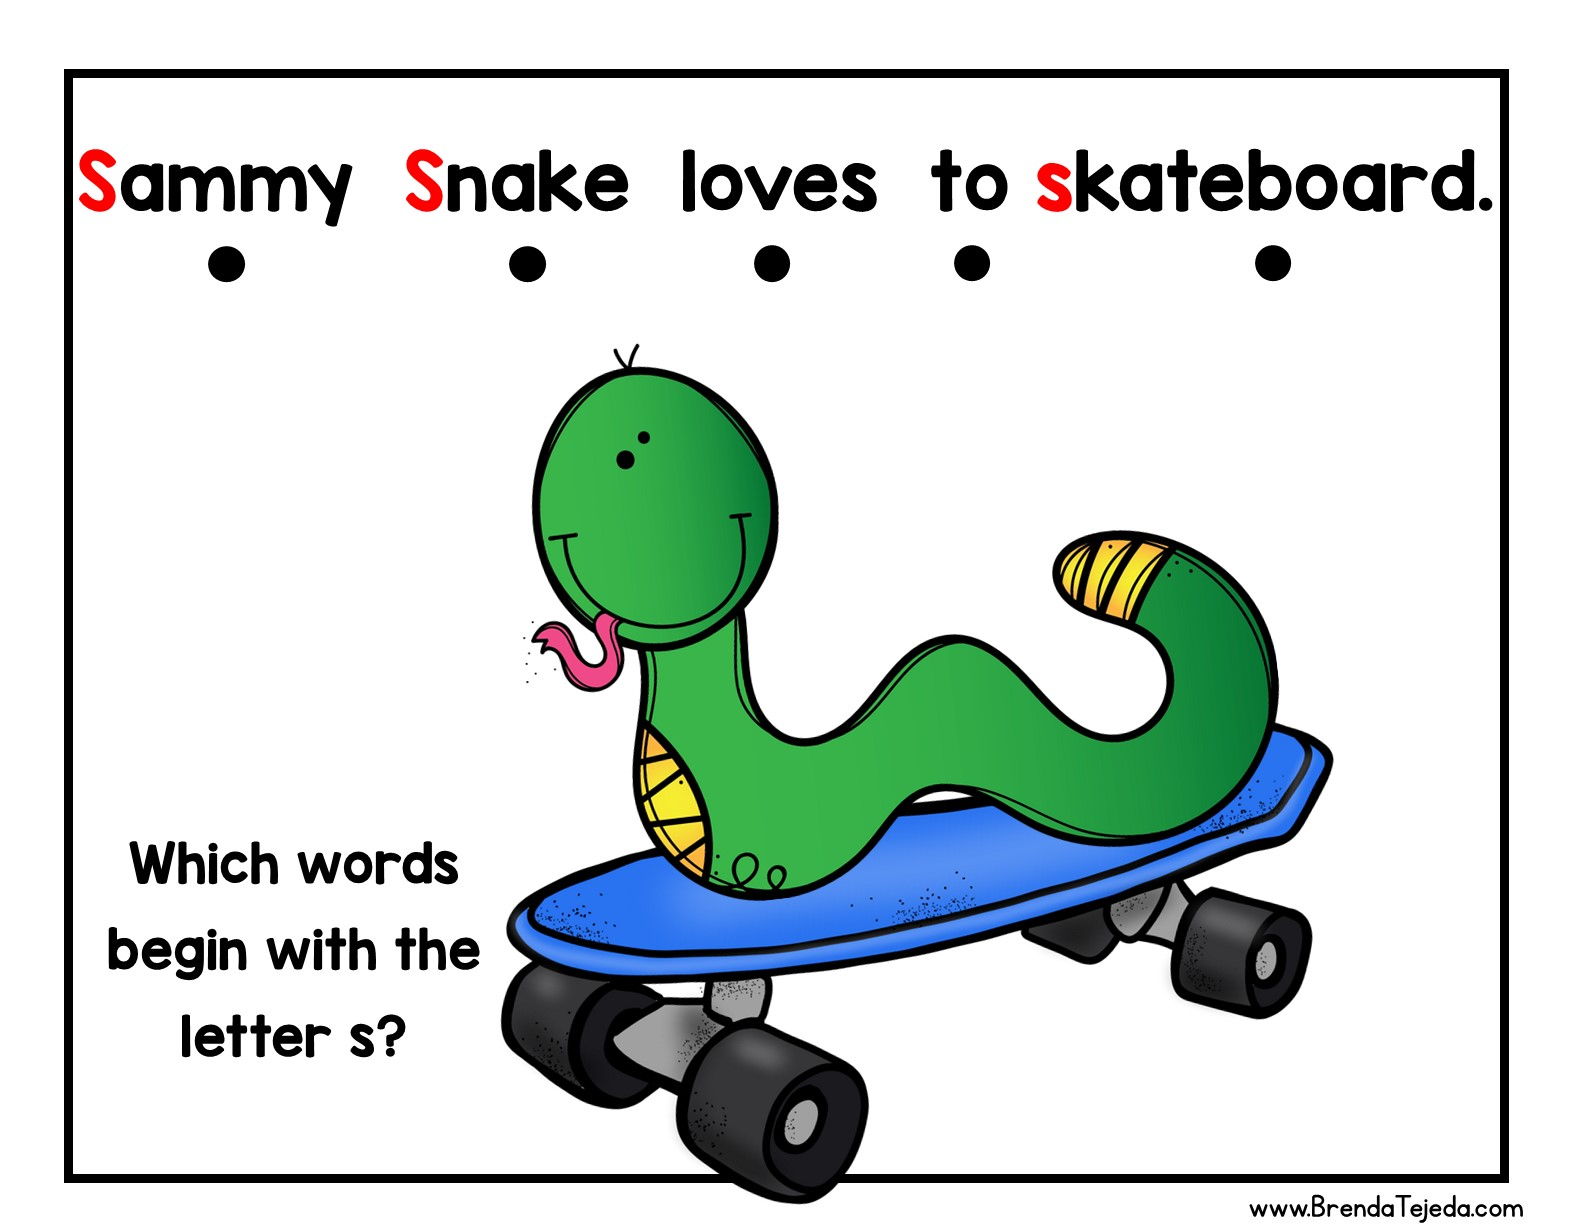 Sammy Snake loves to skateboard.
Which words
begin with the
letter s?
www.BrendaTejeda.com